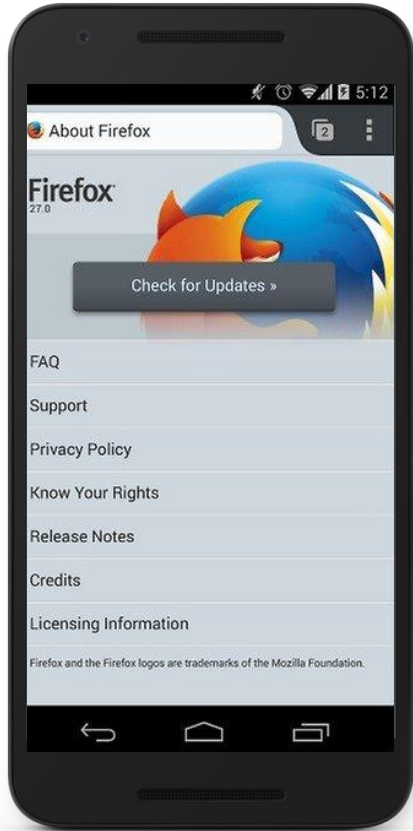 5:12
About Firefox
2
Firefox
27.0
Check for Updates »
FAQ
Support
Privacy Policy
Know Your Rights
Release Notes
Credits
Licensing Information
Firefox and the Firefox logos are trademarks of the Mozilla Foundation.